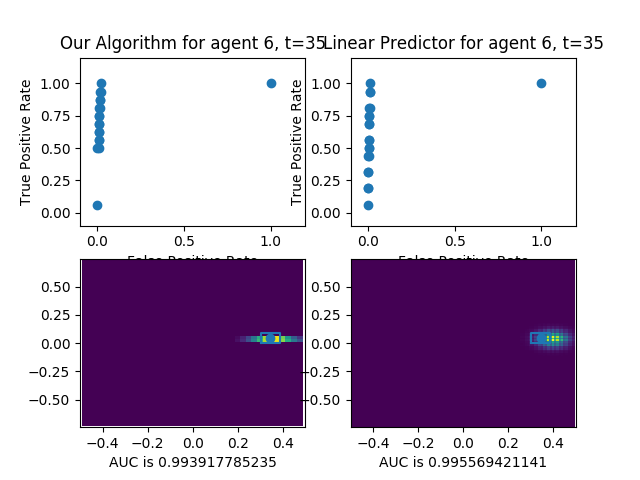 Our Algorithm for agent 6, t=35
Linear Predictor for agent 6, t=35
True Positive Rate
1.00
0.75
0.50
0.25
0.00
0.0 0.5 1.0
False Positive Rate
True Positive Rate
1.00
0.75
0.50
0.25
0.00
0.0 0.5 1.0
False Positive Rate
0.50
0.25
0.00
−0.25
−0.50
−0.4 −0.2 0.0 0.2 0.4
AUC is 0.993917785235
0.50
0.25
0.00
−0.25
−0.50
−0.4 −0.2 0.0 0.2 0.4
AUC is 0.995569421141